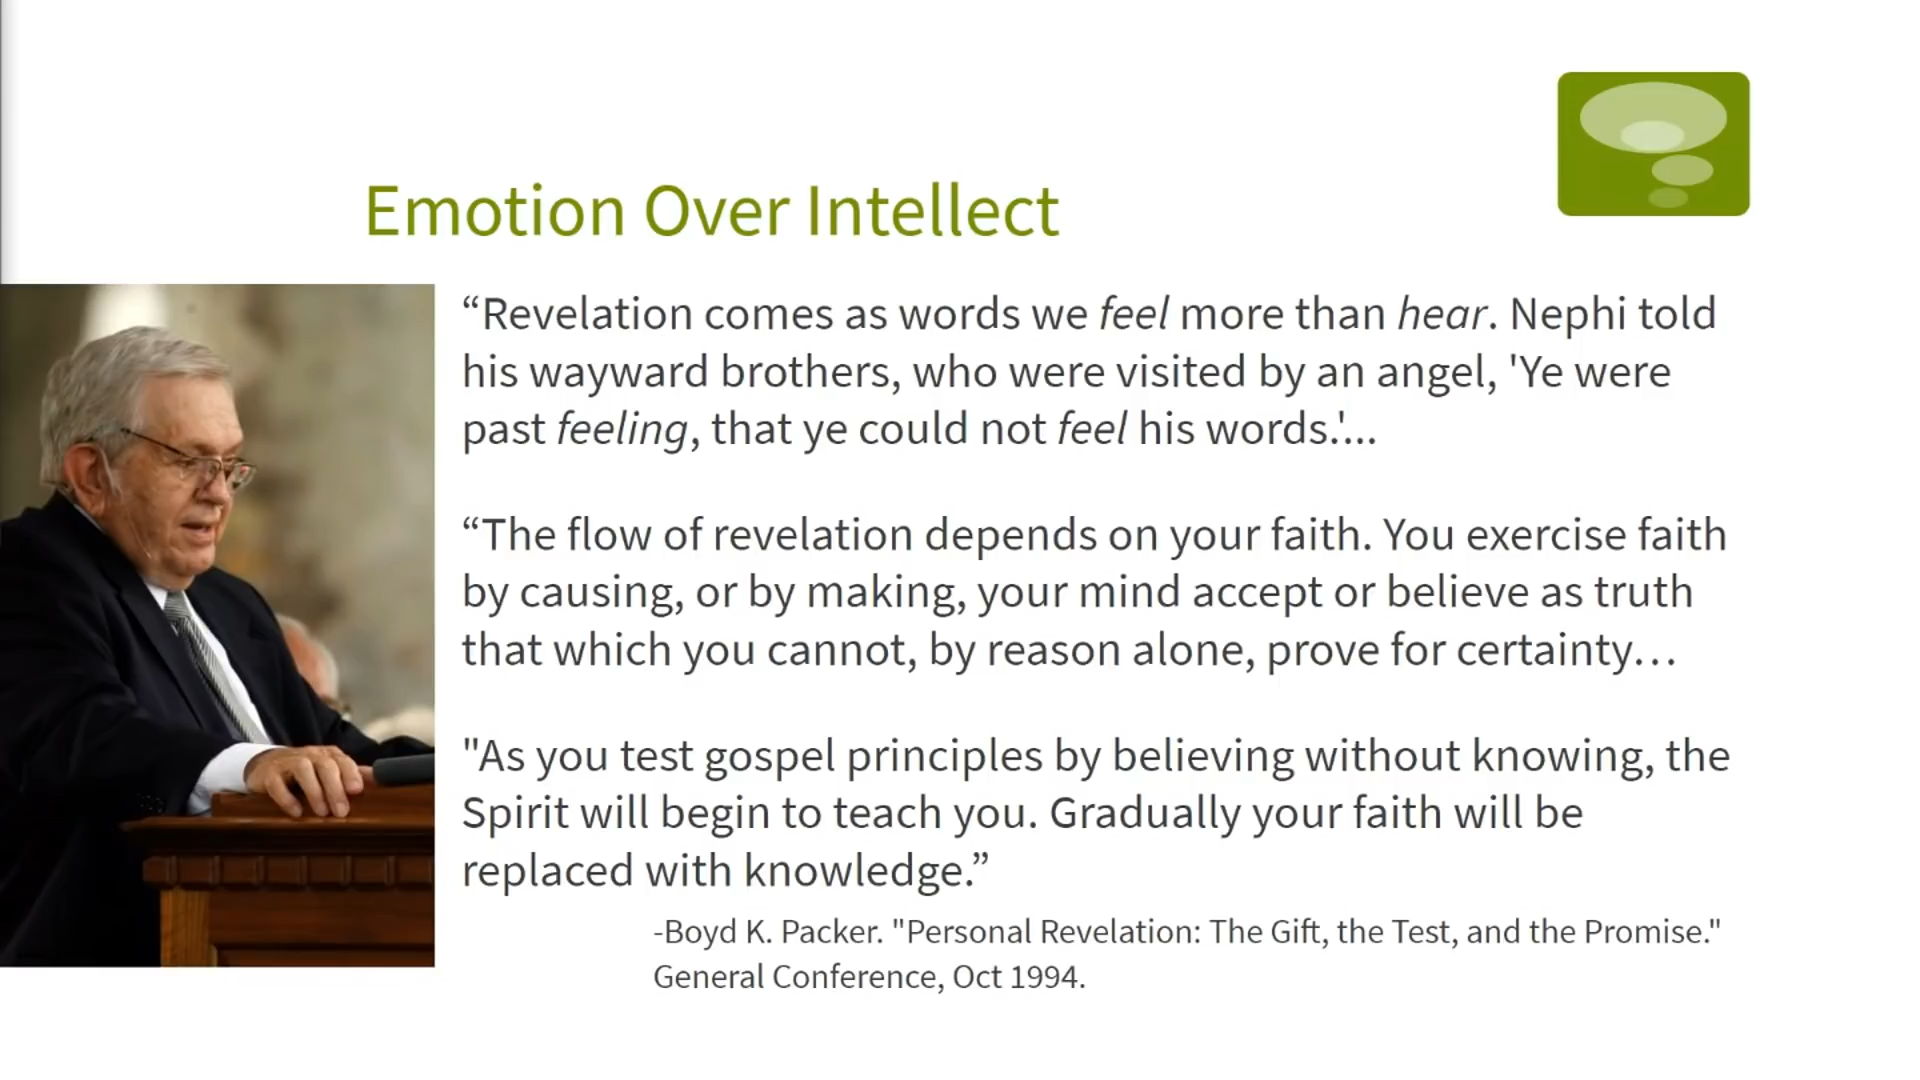 Emotion Over Intellect
“Revelation comes as words we feel more than hear. Nephi told
his wayward brothers, who were visited by an angel, 'Ye were
past feeling, that ye could not feel his words.'...
“The flow of revelation depends on your faith. You exercise faith
by causing, or by making, your mind accept or believe as truth
that which you cannot, by reason alone, prove for certainty…
"As you test gospel principles by believing without knowing, the
Spirit will begin to teach you. Gradually your faith will be
replaced with knowledge.”
-Boyd K. Packer. "Personal Revelation: The Gift, the Test, and the Promise."
General Conference, Oct 1994.